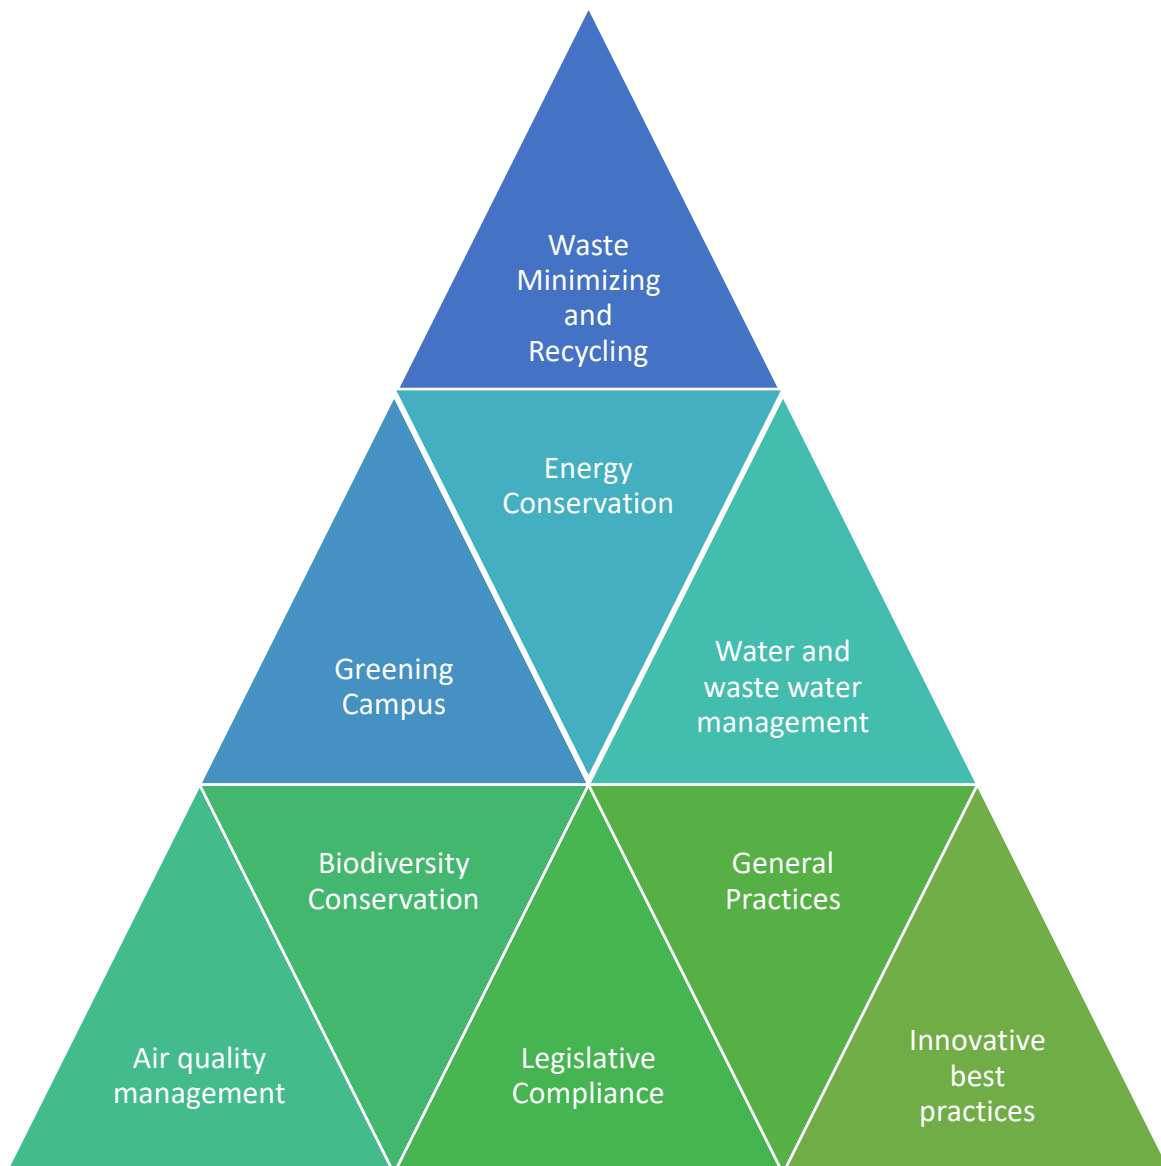 Waste
Minimizing
and
Recycling
Energy
Conservation
Greening
Campus
Water and
waste water
management
Biodiversity
Conservation
General
Practices
Air quality
management
Legislative
Compliance
Innovative
best
practices